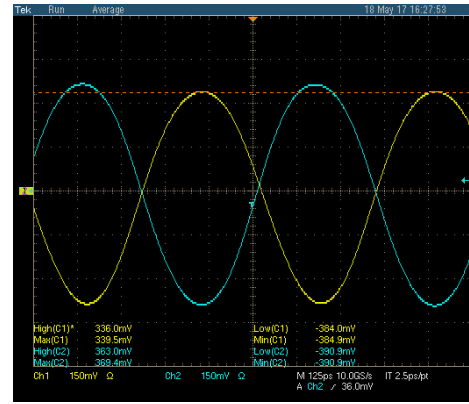 Tek Run Average 18 May 17 16:27:53
High(C1)* 336.0mV Low(C1) -384.0mV
Max(C1) 339.5mV Min(C1) -384.9mV
High(C2) 363.0mV Low(C2) -390.9mV
Max(C2) 369.4mV Min(C2) -390.9mV
Ch1 150mV Ω Ch2 150mV Ω M 125ps 10.0GS/s IT 2.5ps/pt
A Ch2 / 36.0mV